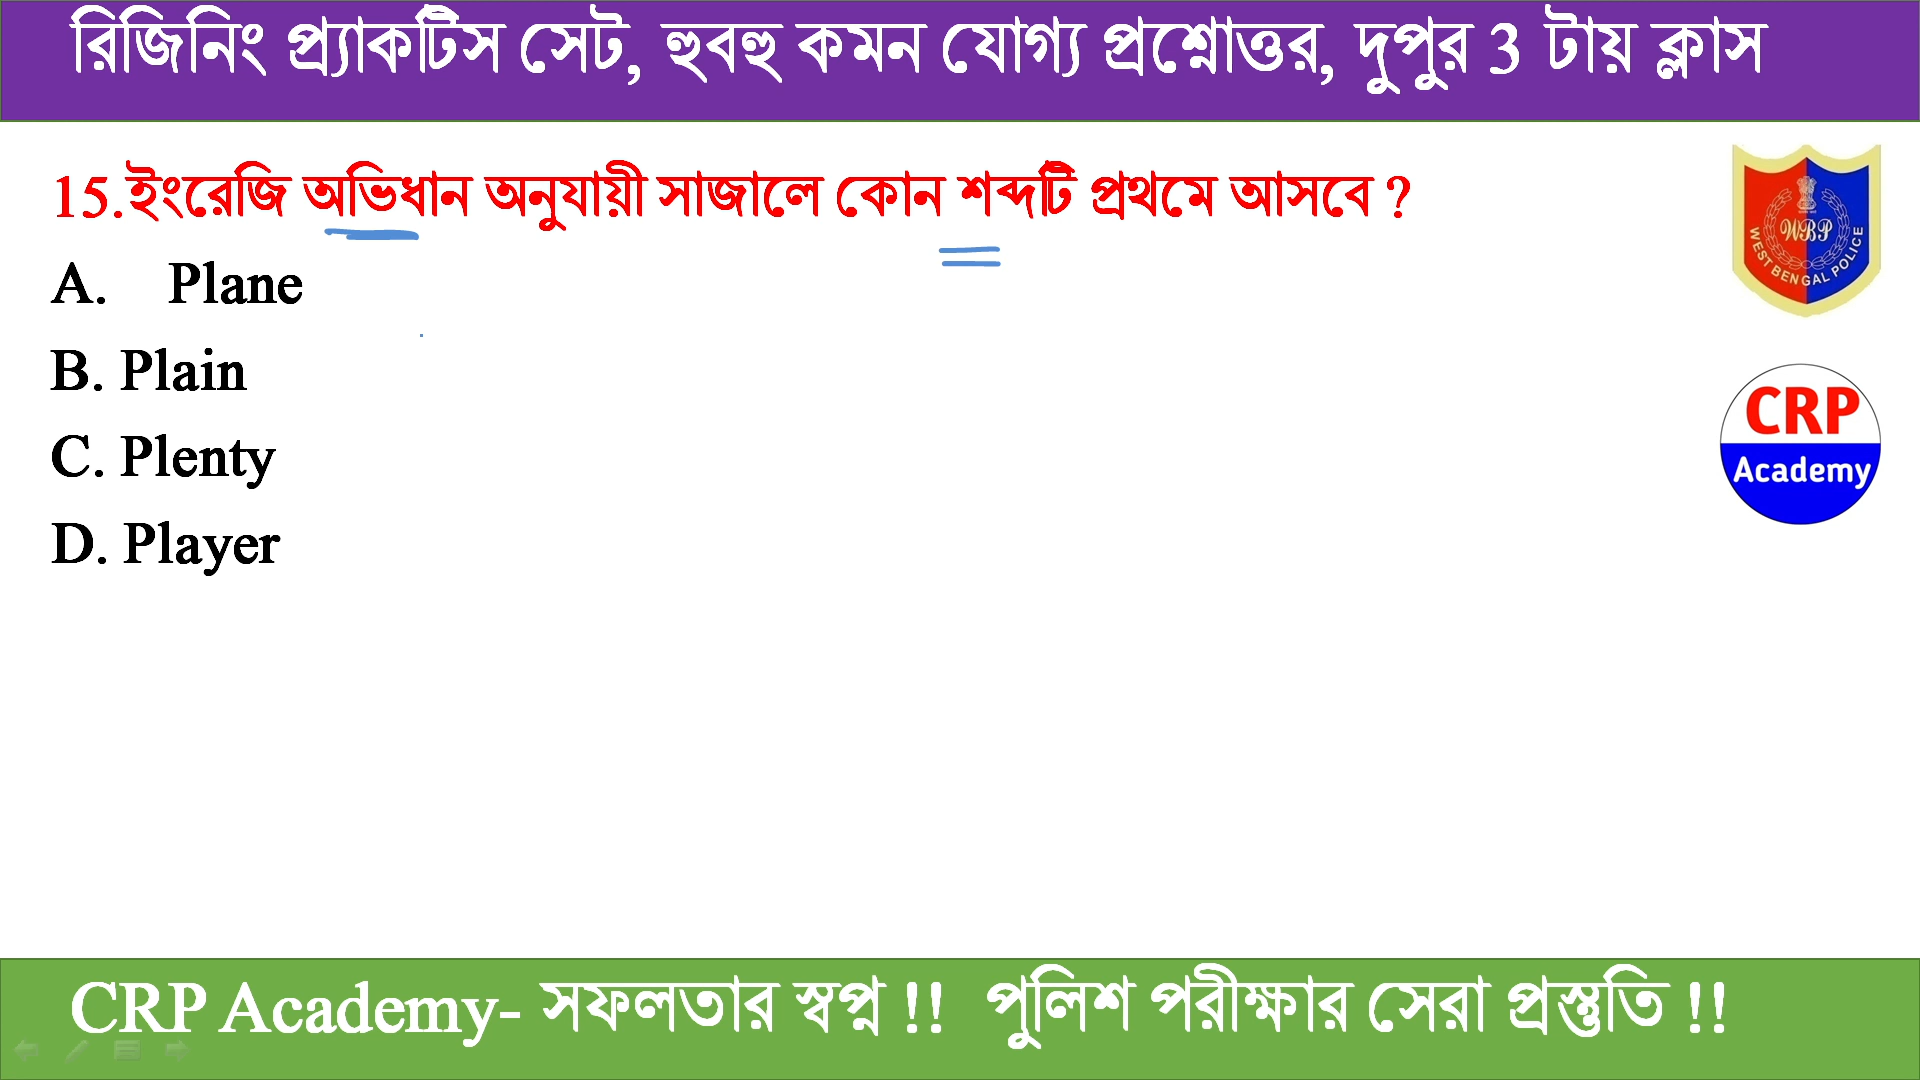 রিজিনিং প্র্যাকটিস সেট, হুবহু কমন যোগ্য প্রশ্নোত্তর, দুপুর 3 টায় ক্লাস
15.ইংরেজি অভিধান অনুযায়ী সাজালে কোন শব্দটি প্রথমে আসবে ?
A. Plane
B. Plain
C. Plenty
D. Player
WBP
WEST BENGAL POLICE
CRP
Academy
CRP Academy- সফলতার স্বপ্ন !! পুলিশ পরীক্ষার সেরা প্রস্তুতি !!